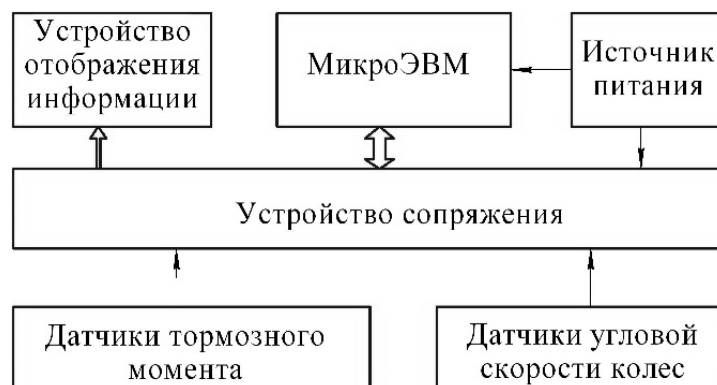 Устройство
отображения
информации
МикроЭВМ
Источник
питания
Устройство сопряжения
Датчики тормозного
момента
Датчики угловой
скорости колес